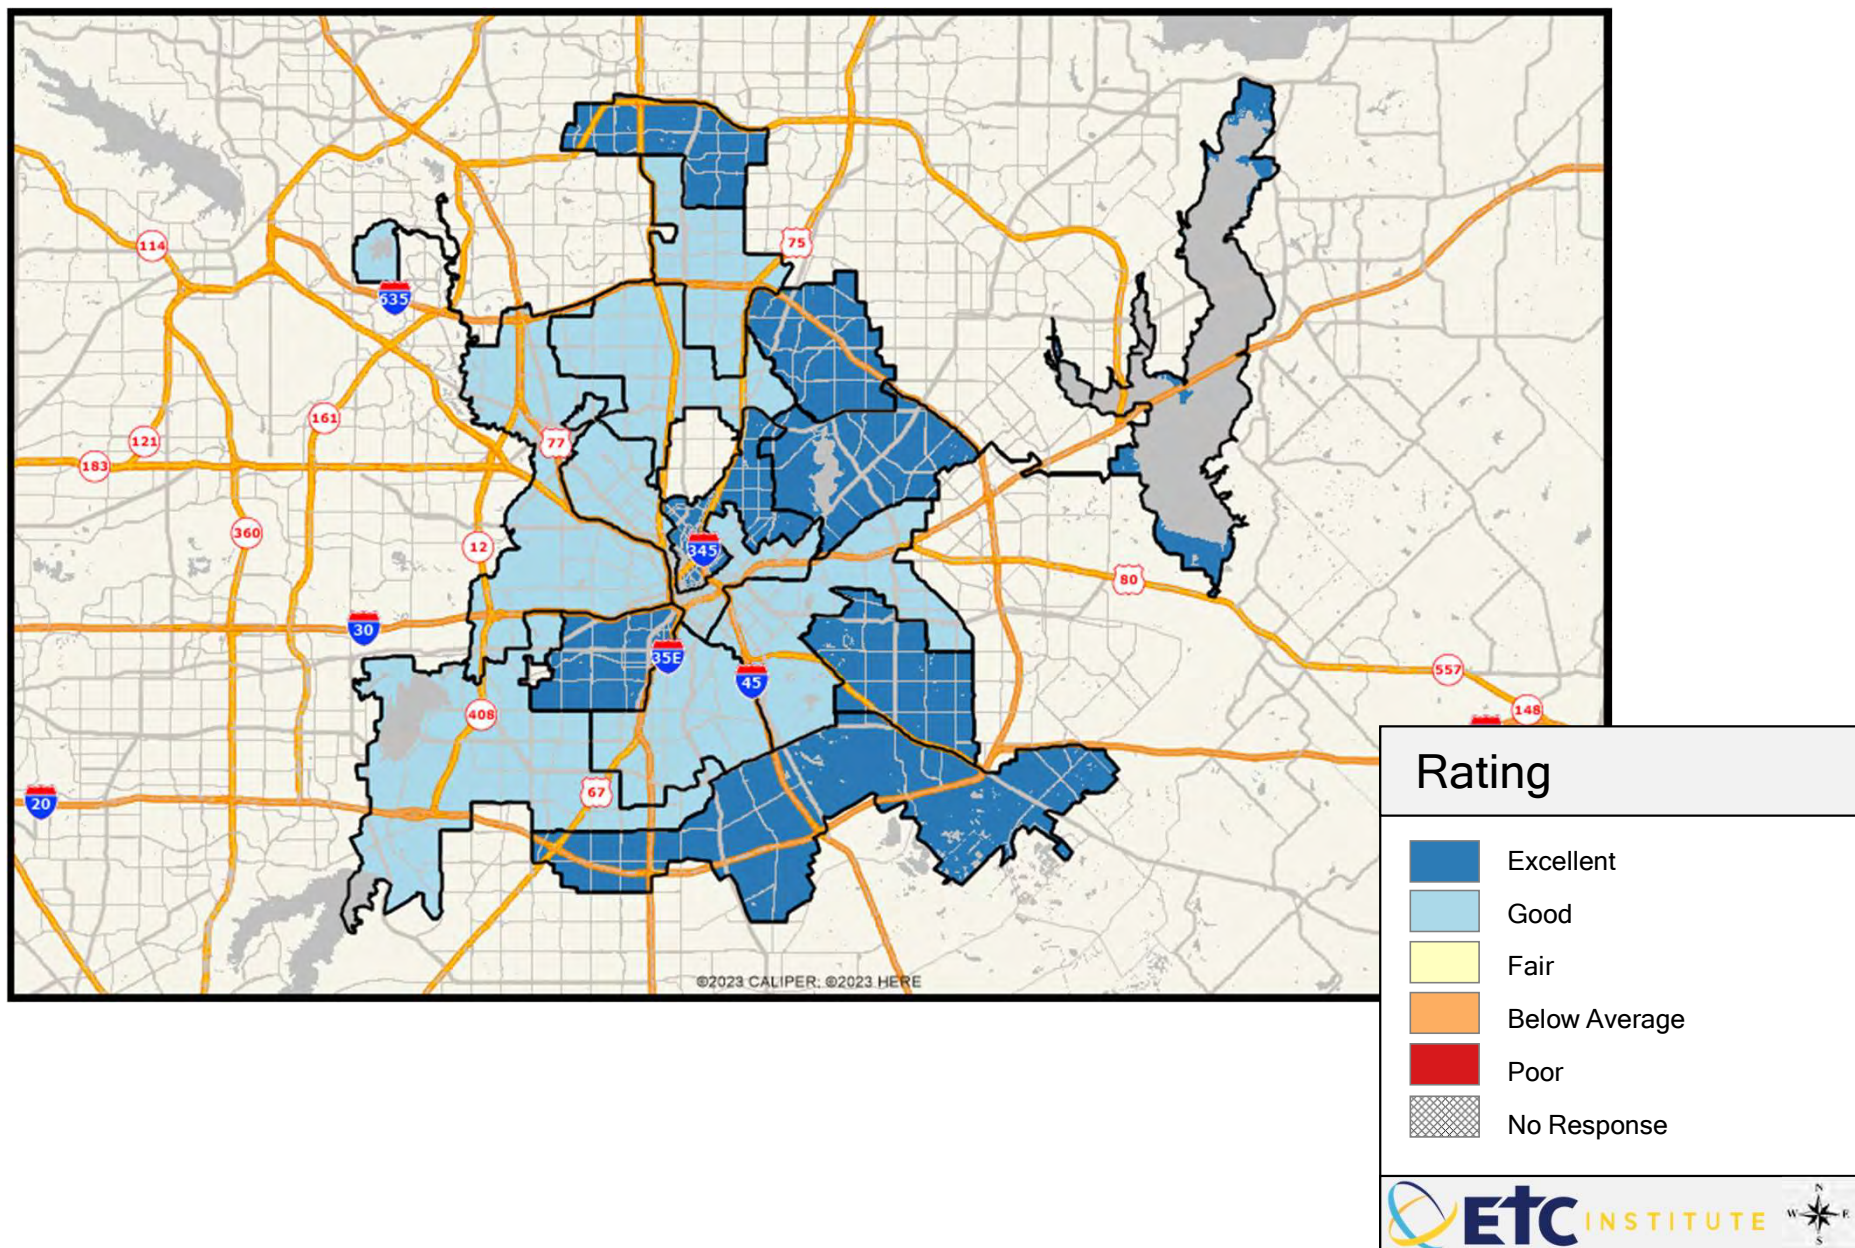 114
75
635
161
121
77
183
360
12
345
80
30
35E
45
557
408
148
67
20
©2023 CALIPER; ©2023 HERE
Rating
Excellent
Good
Fair
Below Average
Poor
No Response
ETC INSTITUTE
N
W E
S